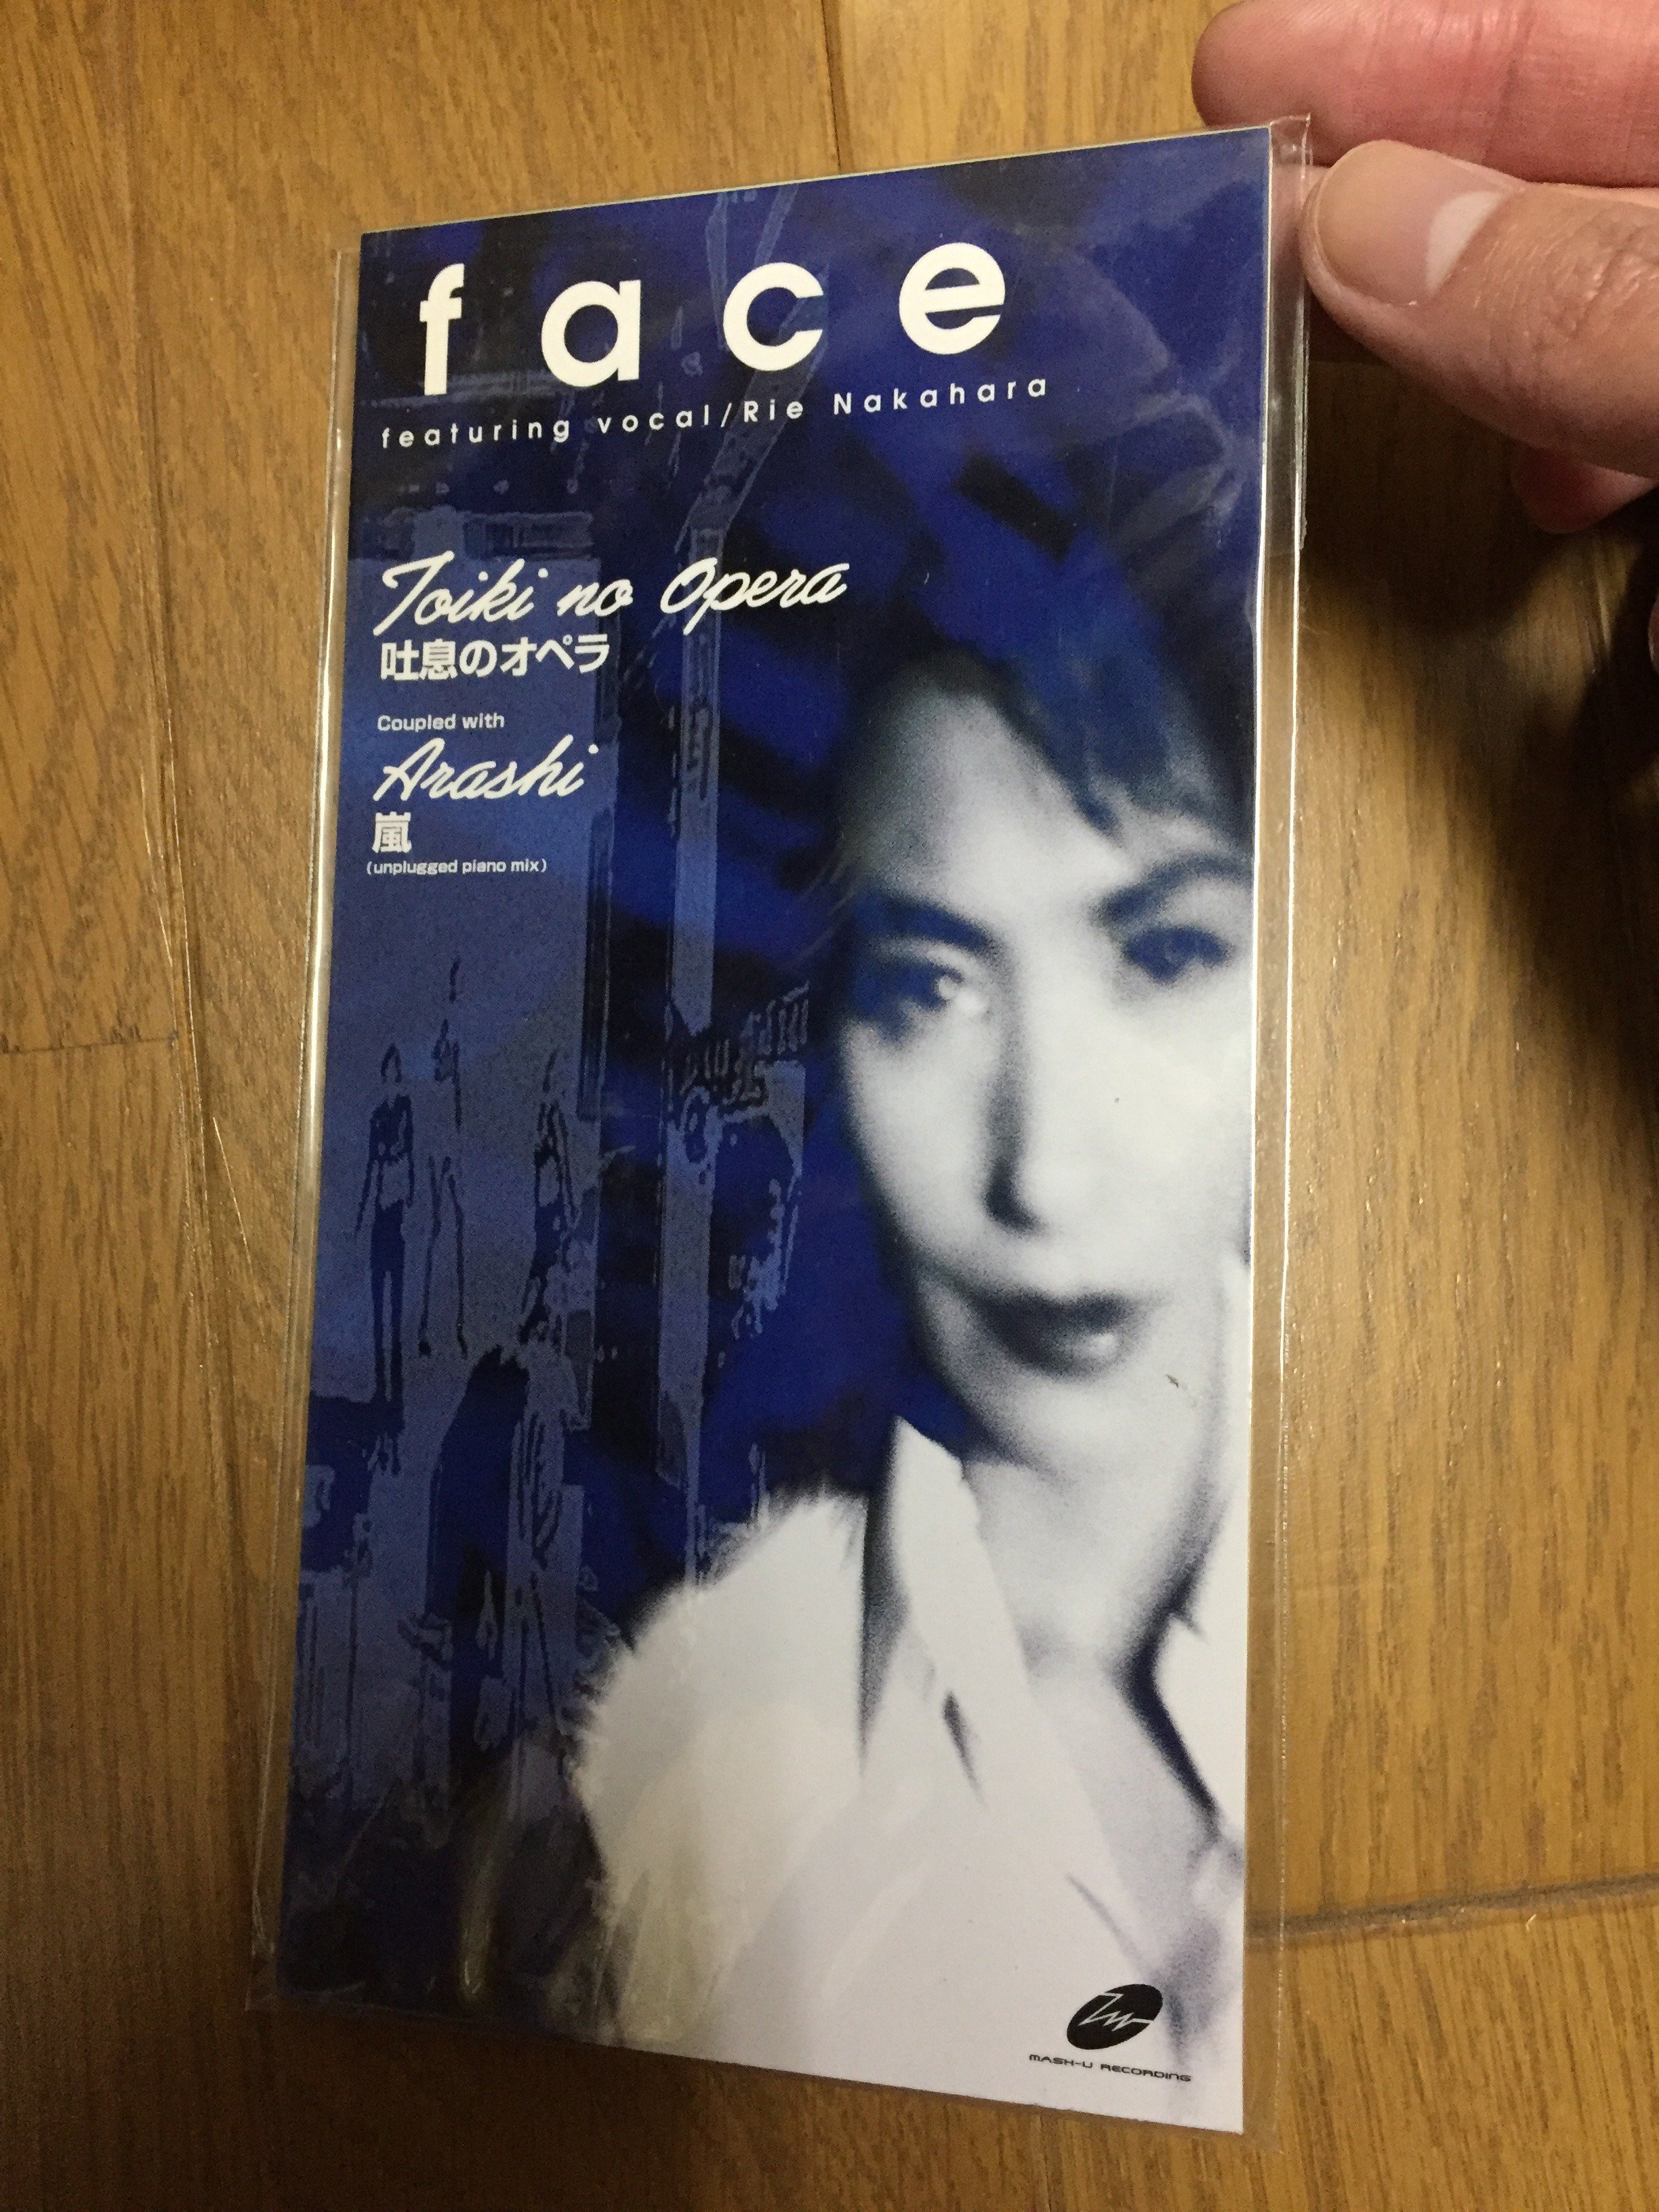 face
featuring vocal/Rie Nakahara
Toiki no Opera
吐息のオペラ
Coupled with
Arashi
嵐
(unplugged piano mix)
MASH-U RECORDING